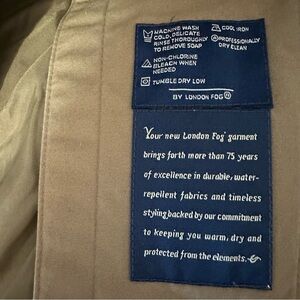 MACHINE WASH
COLD, DELICATE
RINSE THOROUGHLY
TO REMOVE SOAP
NON-CHLORINE
BLEACH WHEN
NEEDED
TUMBLE DRY LOW
COOL IRON
PROFESSIONALLY
DRY CLEAN
BY LONDON FOG®
Your new London Fog® garment
brings forth more than 75 years
of excellence in durable, water-
repellent fabrics and timeless
styling backed by our commitment
to keeping you warm, dry and
protected from the elements.